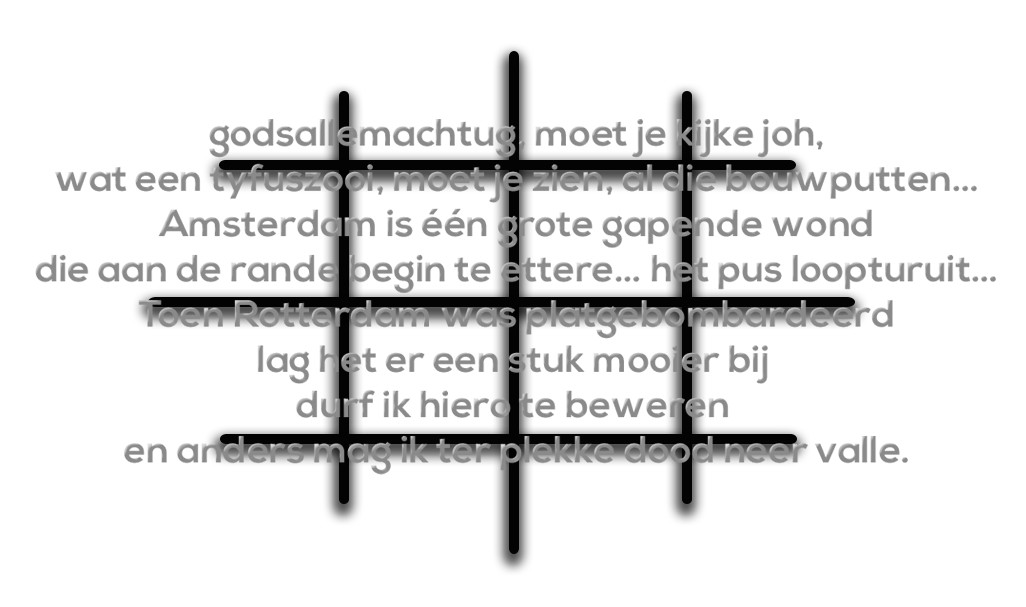 godsallemachtug, moet je kijke joh,
wat een tyfuszooi, moet je zien, al die bouwputten...
Amsterdam is één grote gapende wond
die aan de rande begin te ettere... het pus loopturuit...
Toen Rotterdam was platgebombardeerd
lag het er een stuk mooier bij
durf ik hiero te beweren
en anders mag ik ter plekke dood neer valle.